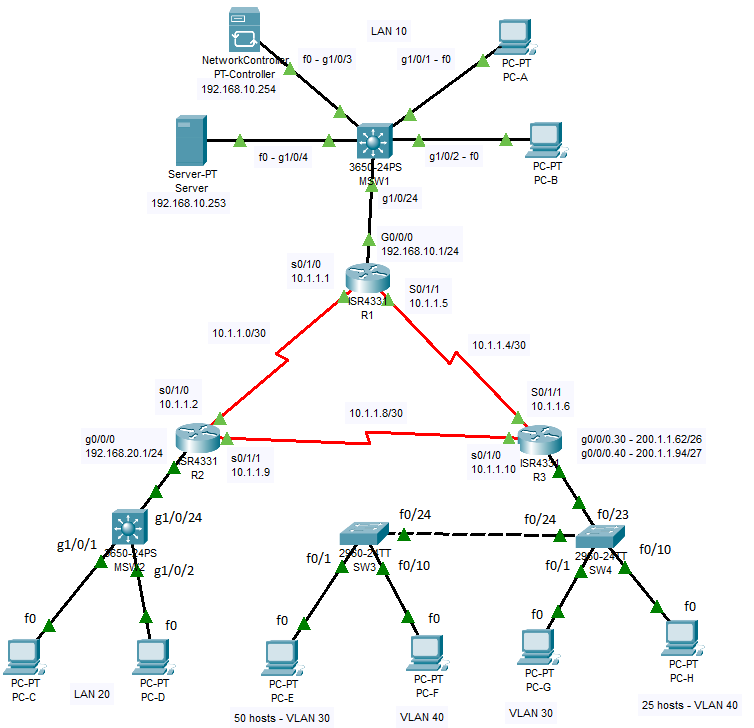 LAN 10
NetworkController
PT-Controller
192.168.10.254
f0 - g1/0/3
g1/0/1 - f0
PC-PT
PC-A
Server-PT
Server
192.168.10.253
f0 - g1/0/4
3650-24PS
MSW1
g1/0/2 - f0
PC-PT
PC-B
g1/0/24
G0/0/0
192.168.10.1/24
s0/1/0
10.1.1.1
ISR4331
R1
S0/1/1
10.1.1.5
10.1.1.0/30
10.1.1.4/30
s0/1/0
10.1.1.2
10.1.1.8/30
S0/1/1
10.1.1.6
g0/0/0
192.168.20.1/24
ISR4331
R2
s0/1/1
10.1.1.9
s0/1/0
10.1.1.10
ISR4331
R3
g0/0/0.30 - 200.1.1.62/26
g0/0/0.40 - 200.1.1.94/27
g1/0/24
3650-24PS
MSW2
g1/0/1
g1/0/2
f0/24
2960-24TT
SW3
f0/1
f0/10
f0/24
f0/23
2960-24TT
SW4
f0/1
f0/10
f0
f0
f0
f0
f0
f0
PC-PT
PC-C
LAN 20
PC-PT
PC-D
PC-PT
PC-E
50 hosts - VLAN 30
PC-PT
PC-F
VLAN 40
PC-PT
PC-G
VLAN 30
PC-PT
PC-H
25 hosts - VLAN 40